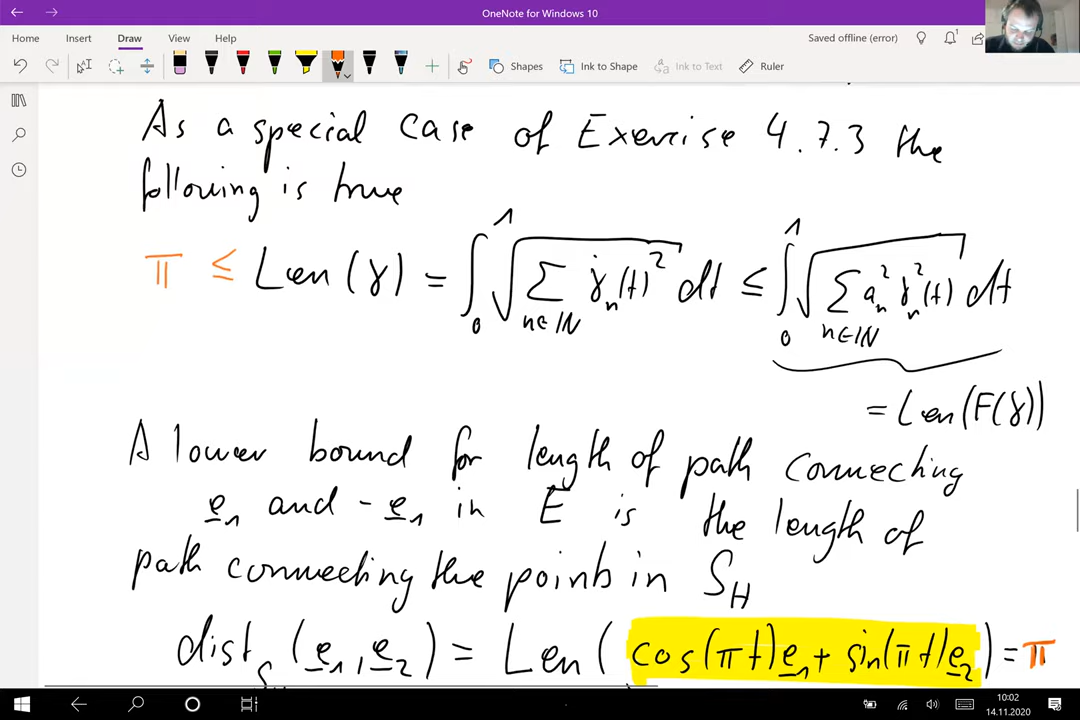 OneNote for Windows 10
Home Insert Draw View Help Saved offline (error)
Shapes Ink to Shape Ink to Text Ruler
As a special case of Exercise 4.7.3 the
following is true
π ≤ Len(γ) = ∫₀¹ √(∑_{n∈ℕ} γ̇_n(t)²) dt ≤ ∫₀¹ √(∑_{n∈ℕ} a_n² γ̇_n²(t)) dt
= Len(F(γ))
A lower bound for length of path connecting
e₁ and -e₁ in E is the length of
path connecting the points in S_H
dist_S (e₁, e₂) = Len( cos(πt)e₁ + sin(πt)e₂ ) = π
10:02
14.11.2020